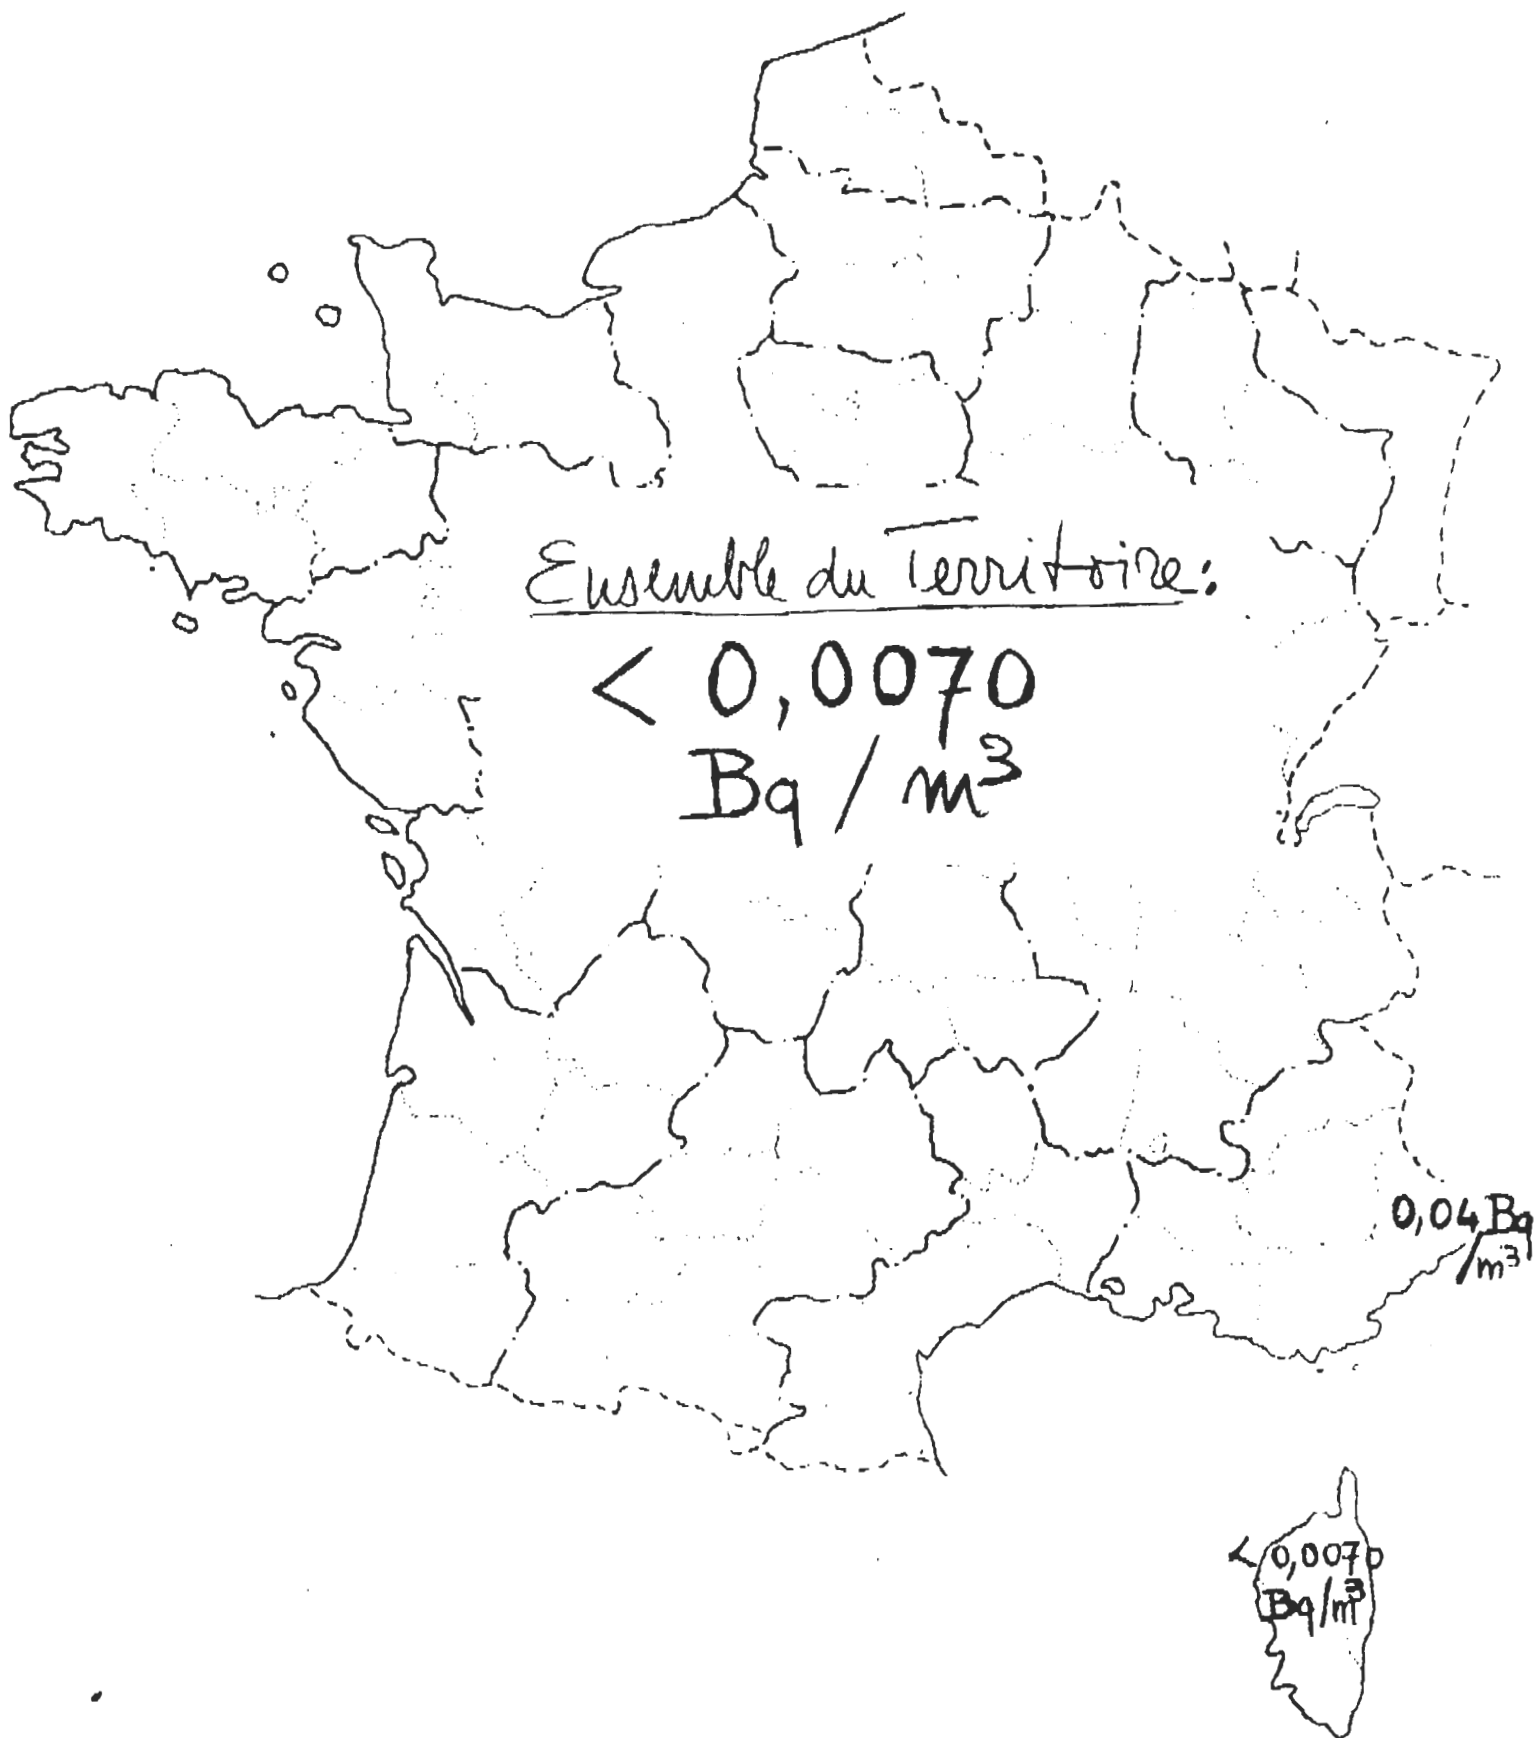 Ensemble du Territoire:
< 0,0070
Bq / m³
0,04 Bq
/m³
< 0,0070
Bq/m³